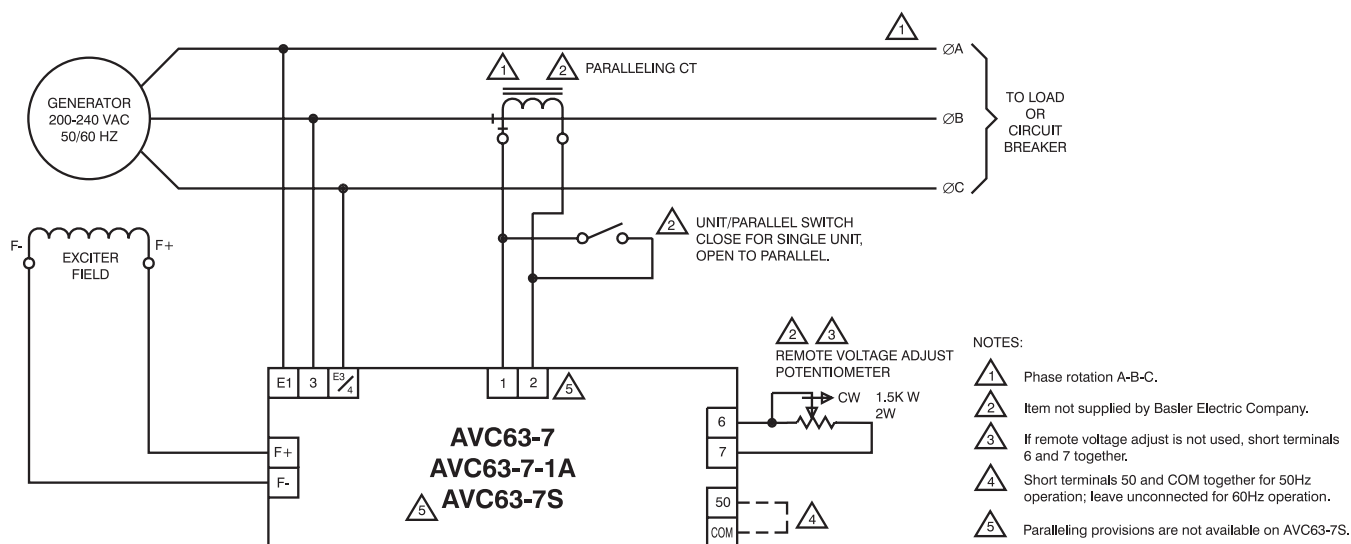 1
ØA
1
2
PARALLELING CT
GENERATOR
200-240 VAC
50/60 HZ
ØB
TO LOAD
OR
CIRCUIT
BREAKER
ØC
2
UNIT/PARALLEL SWITCH
CLOSE FOR SINGLE UNIT,
OPEN TO PARALLEL.
F-
F+
EXCITER
FIELD
2
3
REMOTE VOLTAGE ADJUST
POTENTIOMETER
CW
1.5K W
2W
E1
3
E3/4
1
2
5
6
7
F+
F-
AVC63-7
AVC63-7-1A
AVC63-7S
5
50
COM
4
NOTES:
1 Phase rotation A-B-C.
2 Item not supplied by Basler Electric Company.
3 If remote voltage adjust is not used, short terminals
6 and 7 together.
4 Short terminals 50 and COM together for 50Hz
operation; leave unconnected for 60Hz operation.
5 Paralleling provisions are not available on AVC63-7S.